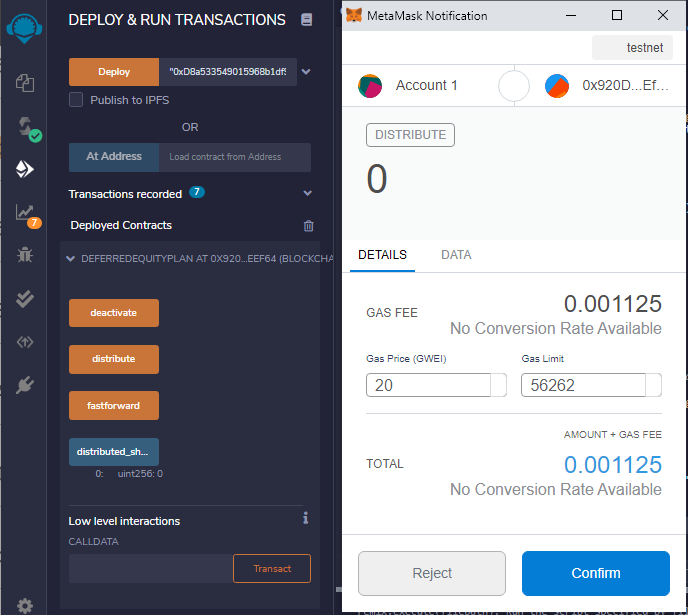 DEPLOY & RUN TRANSACTIONS
Deploy
"0xD8a533549015968b1df
Publish to IPFS
OR
At Address
Load contract from Address
Transactions recorded 7
Deployed Contracts
DEFERREDEQUITYPLAN AT 0X920...EEF64 (BLOCKCHA
deactivate
distribute
fastforward
distributed_sh...
0: uint256: 0
Low level interactions
i
CALLDATA
Transact
7
MetaMask Notification
testnet
Account 1
0x920D...Ef...
DISTRIBUTE
0
DETAILS
DATA
GAS FEE
0.001125
No Conversion Rate Available
Gas Price (GWEI)
Gas Limit
20
56262
AMOUNT + GAS FEE
TOTAL
0.001125
No Conversion Rate Available
Reject
Confirm